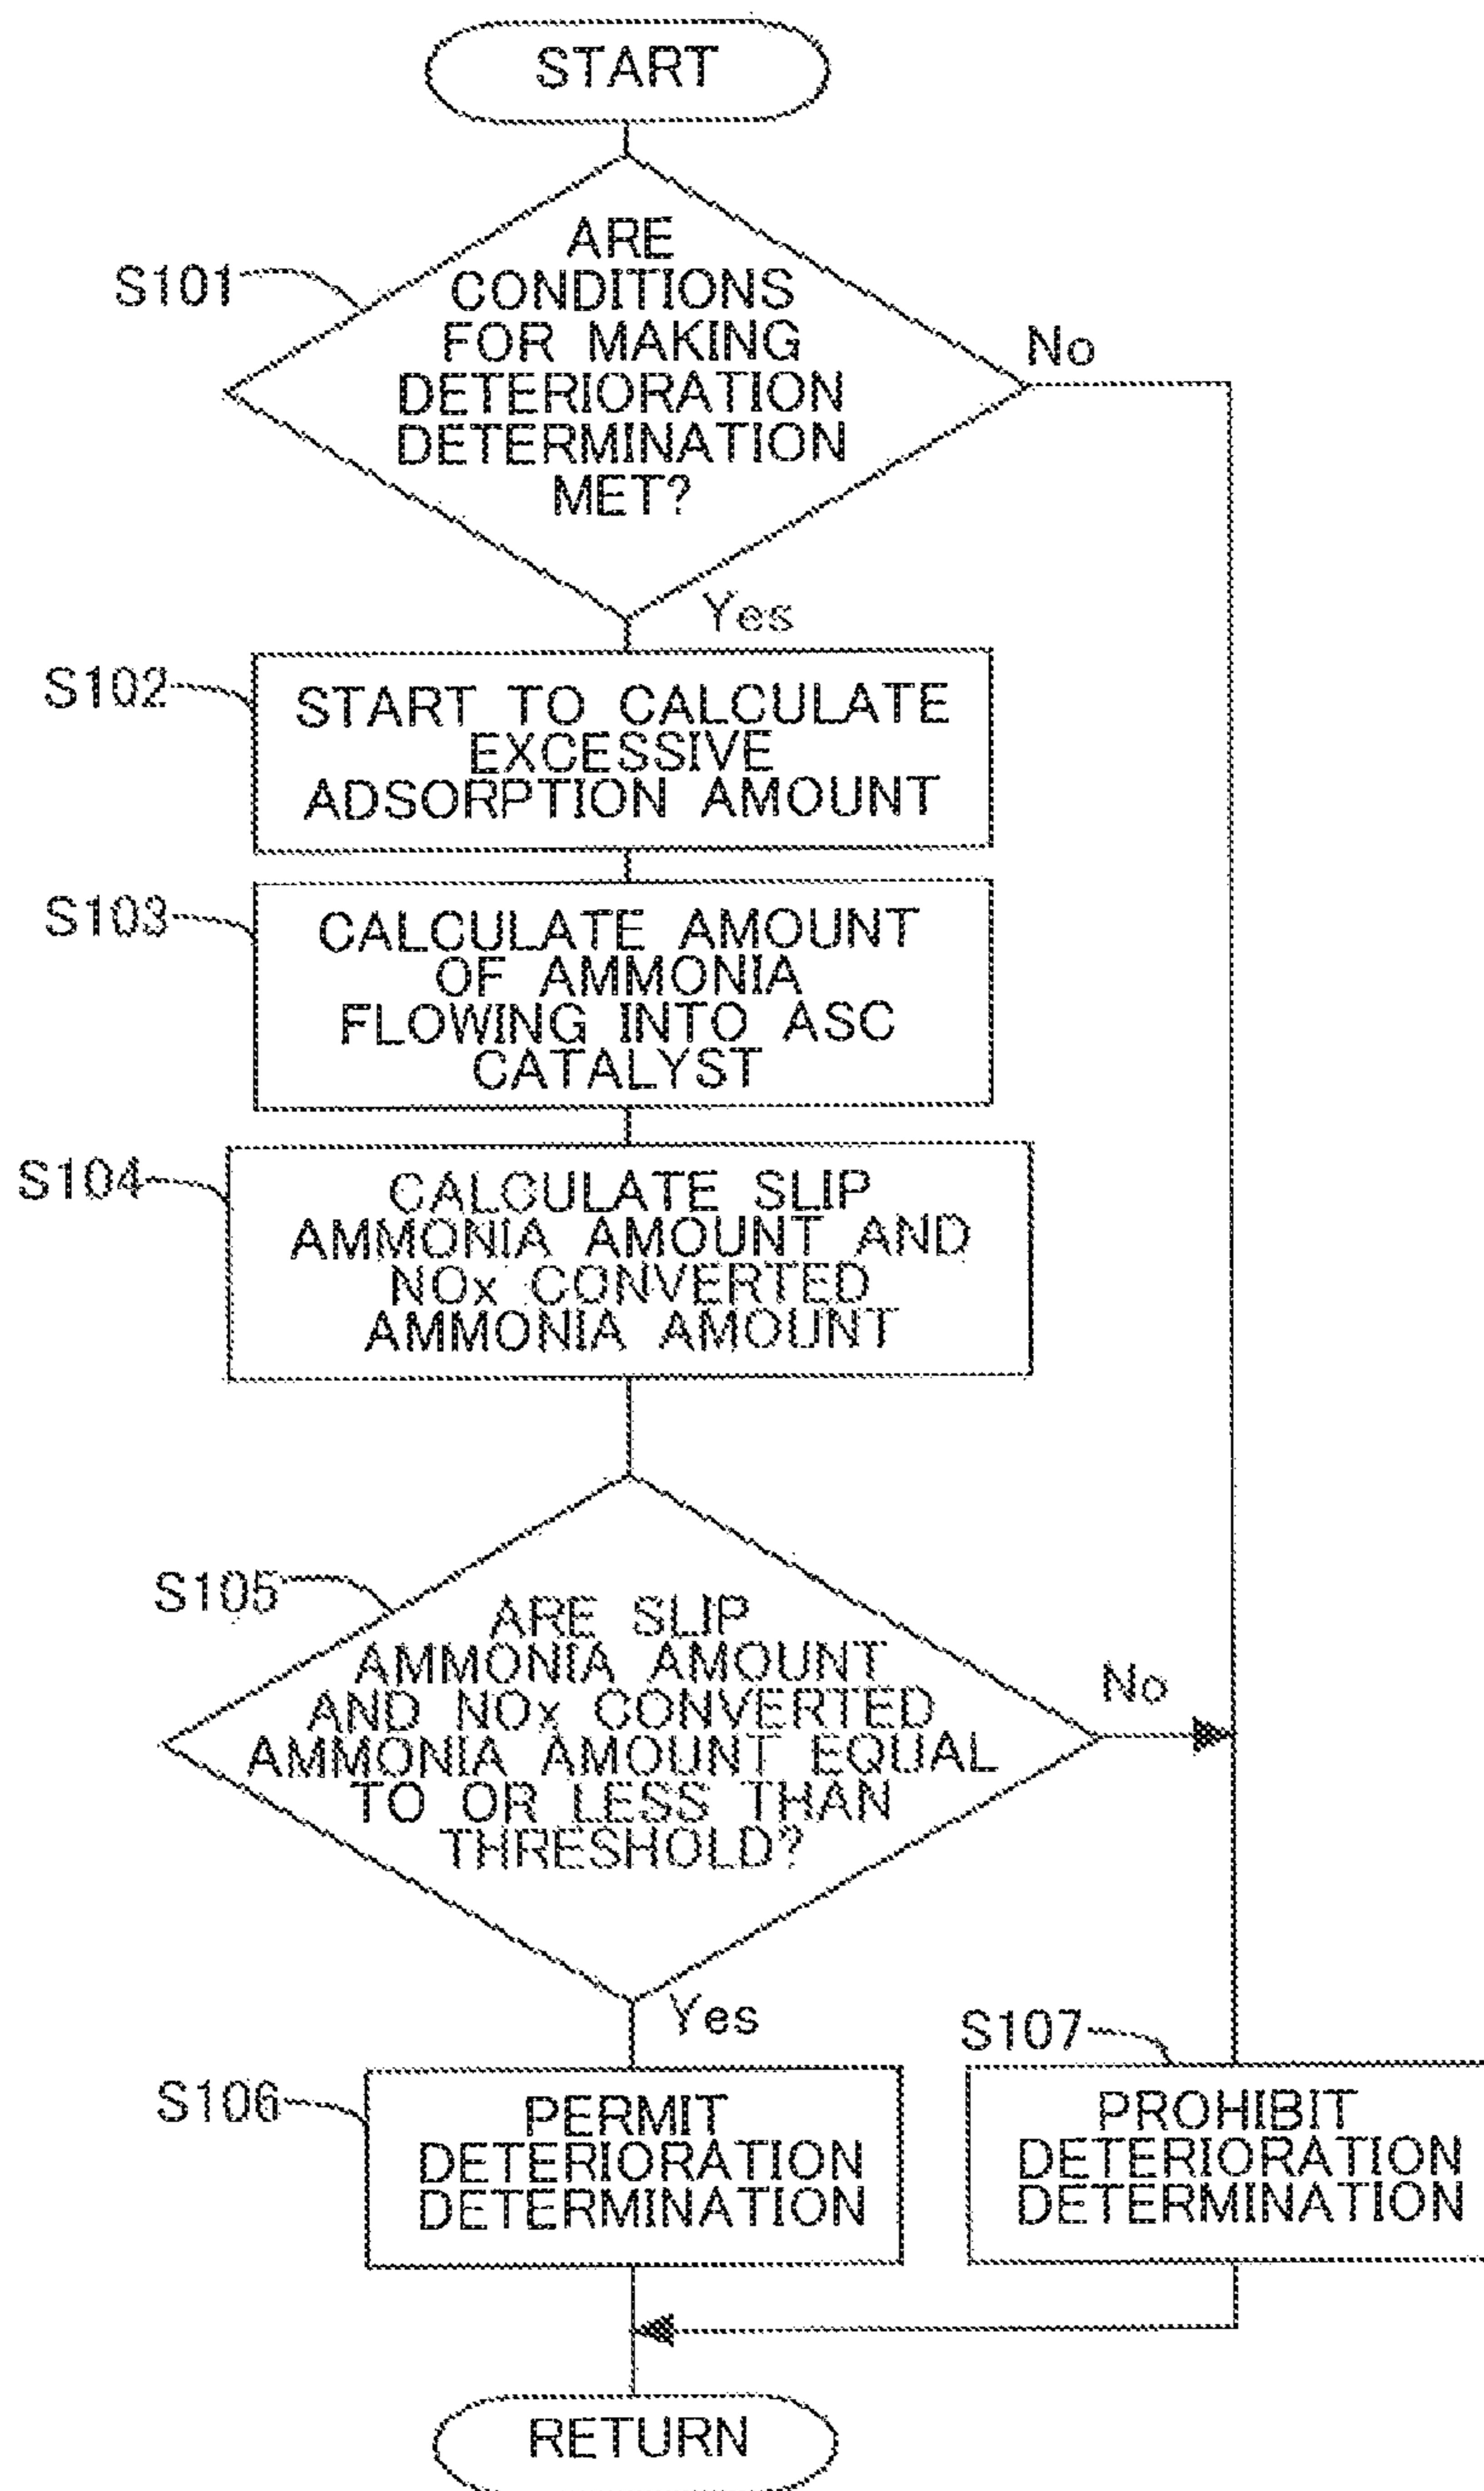 START
S101
ARE
CONDITIONS
FOR MAKING
DETERIORATION
DETERMINATION
MET?
No
Yes
S102
START TO CALCULATE
EXCESSIVE
ADSORPTION AMOUNT
S103
CALCULATE AMOUNT
OF AMMONIA
FLOWING INTO ASC
CATALYST
S104
CALCULATE SLIP
AMMONIA AMOUNT AND
NOx CONVERTED
AMMONIA AMOUNT
S105
ARE SLIP
AMMONIA AMOUNT
AND NOx CONVERTED
AMMONIA AMOUNT EQUAL
TO OR LESS THAN
THRESHOLD?
No
Yes
S106
PERMIT
DETERIORATION
DETERMINATION
S107
PROHIBIT
DETERIORATION
DETERMINATION
RETURN